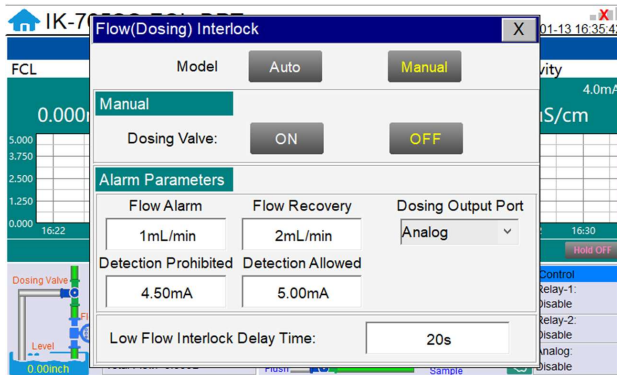 IK-7
01-13 16:35:4
Flow(Dosing) Interlock
X
FCL
vity
Model
Auto
Manual
4.0mA
0.000
S/cm
Manual
Dosing Valve:
ON
OFF
5.000
3.750
2.500
1.250
0.000
16:22
16:30
Alarm Parameters
Flow Alarm
Flow Recovery
Dosing Output Port
1mL/min
2mL/min
Analog
Detection Prohibited
Detection Allowed
4.50mA
5.00mA
Hold OFF
Low Flow Interlock Delay Time:
20s
Dosing Valve
Level
0.00inch
Control
Relay-1:
Disable
Relay-2:
Disable
Analog:
Disable
Flush
Sample